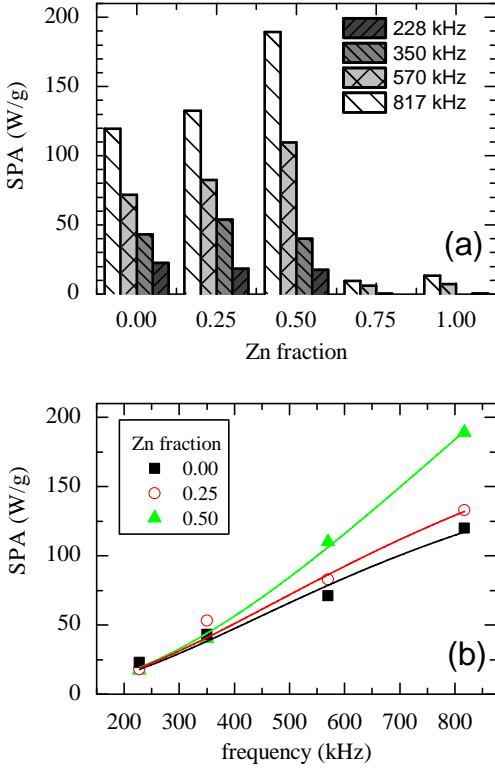 200
150
100
50
0
SPA (W/g)
228 kHz
350 kHz
570 kHz
817 kHz
(a)
0.00 0.25 0.50 0.75 1.00
Zn fraction
200
150
100
50
0
SPA (W/g)
Zn fraction
0.00
0.25
0.50
(b)
200 300 400 500 600 700 800
frequency (kHz)